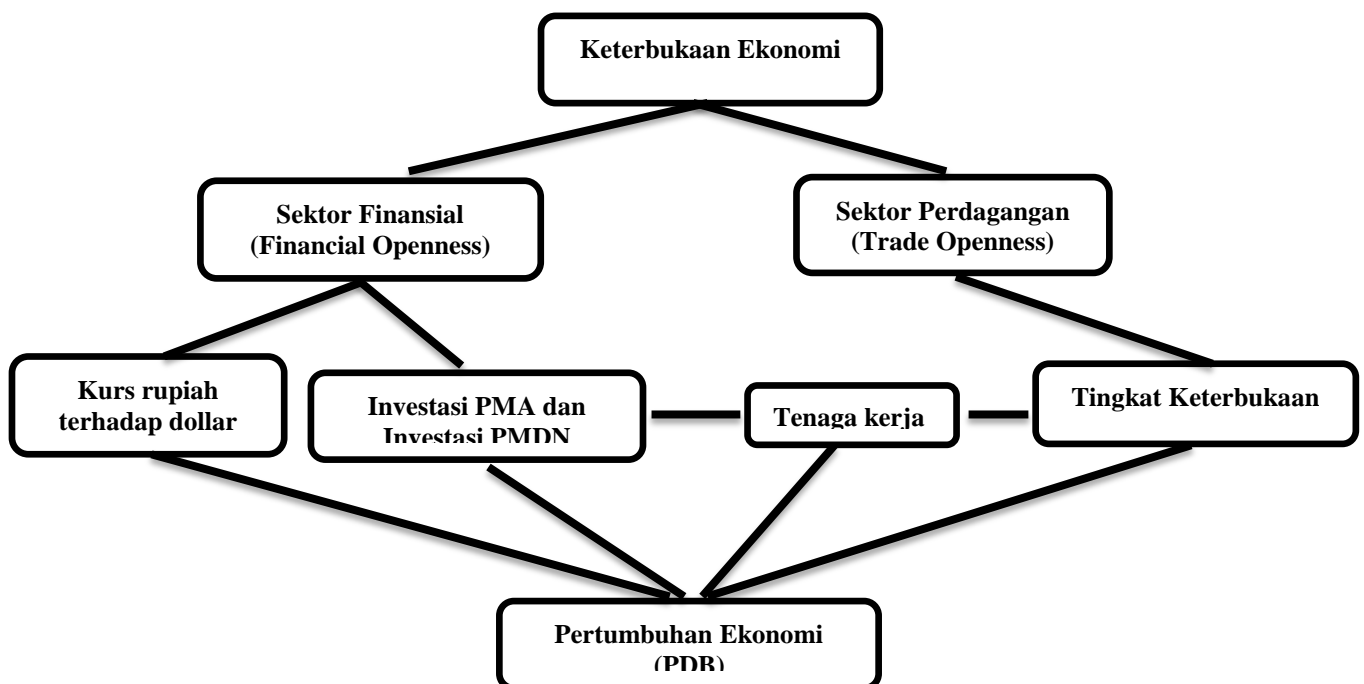 Keterbukaan Ekonomi
Sektor Finansial
(Financial Openness)
Sektor Perdagangan
(Trade Openness)
Kurs rupiah
terhadap dollar
Investasi PMA dan
Investasi PMDN
Tenaga kerja
Tingkat Keterbukaan
Pertumbuhan Ekonomi
(PDB)